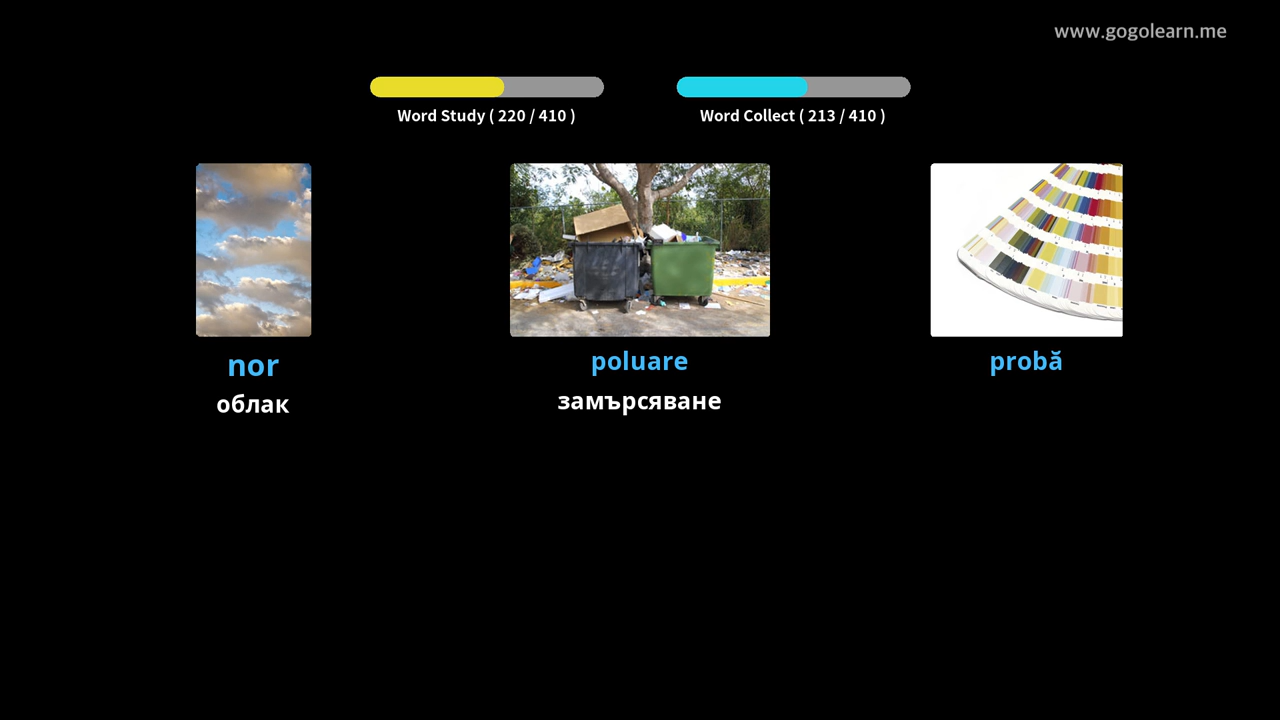 www.gogolearn.me
Word Study ( 220 / 410 )
Word Collect ( 213 / 410 )
nor
облак
poluare
замърсяване
probă